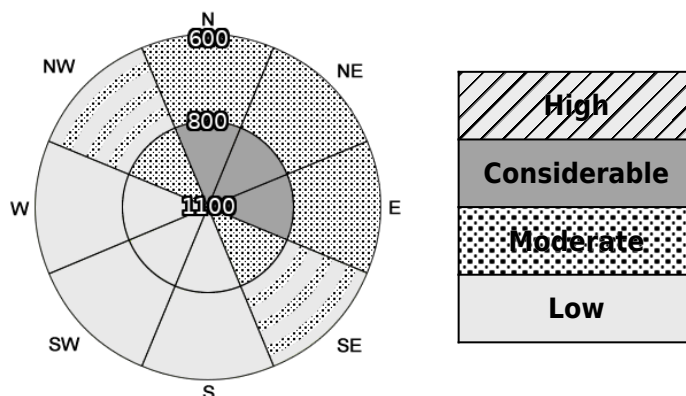 N
600
NW
NE
800
W
1100
E
SW
SE
S
High
Considerable
Moderate
Low